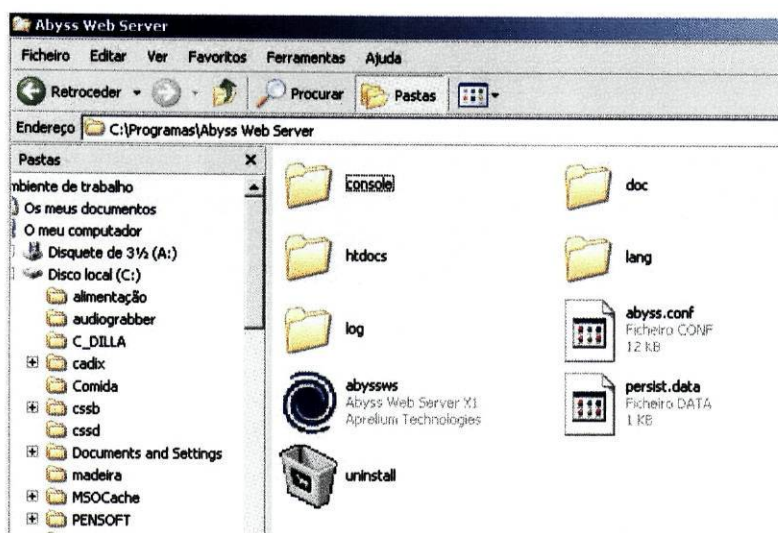 Abyss Web Server
Ficheiro Editar Ver Favoritos Ferramentas Ajuda
Retroceder Procurar Pastas
Endereço C:\Programas\Abyss Web Server
Pastas x
mbiente de trabalho
Os meus documentos
O meu computador
Disquete de 3½ (A:)
Disco local (C:)
alimentação
audiograbber
C_DILLA
cadix
Comida
cssb
cssd
Documents and Settings
madeira
MSOCache
PENSOFT
console
doc
htdocs
lang
log
abyss.conf
Ficheiro CONF
12 KB
abyssws
Abyss Web Server X1
Aprelium Technologies
persist.data
Ficheiro DATA
1 KB
uninstall